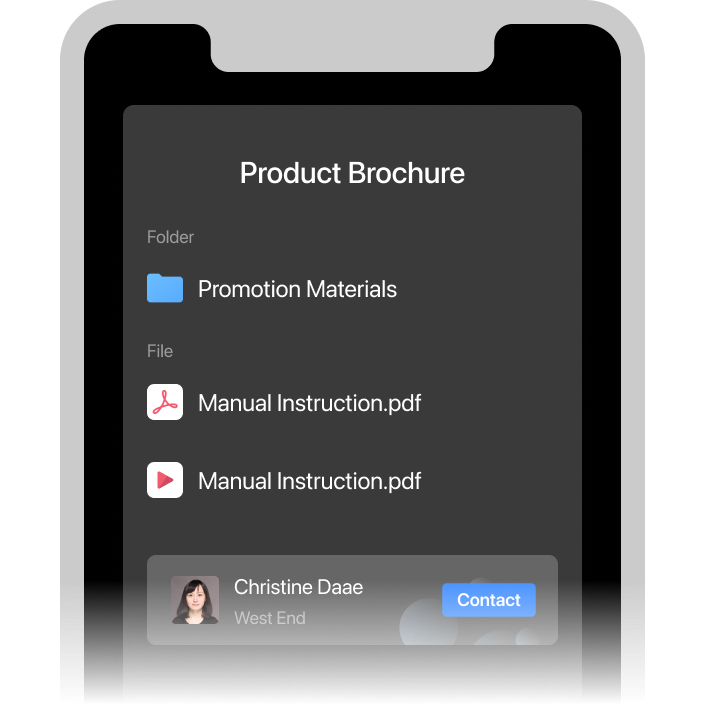 Product Brochure
Folder
Promotion Materials
File
Manual Instruction.pdf
Manual Instruction.pdf
Christine Daae
West End
Contact